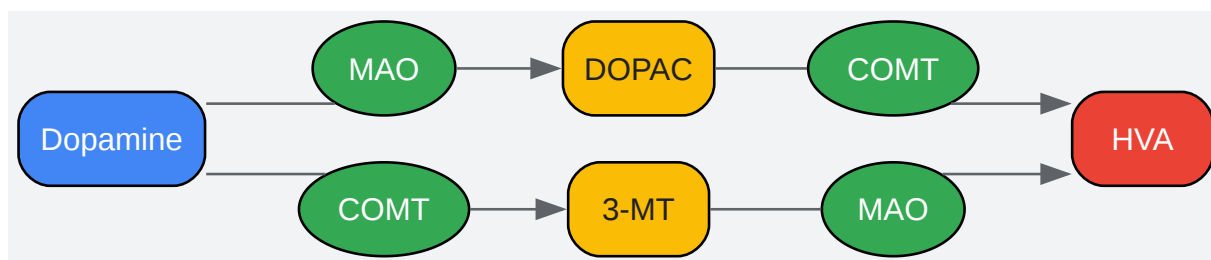 MAO
DOPAC
COMT
Dopamine
HVA
COMT
3-MT
MAO